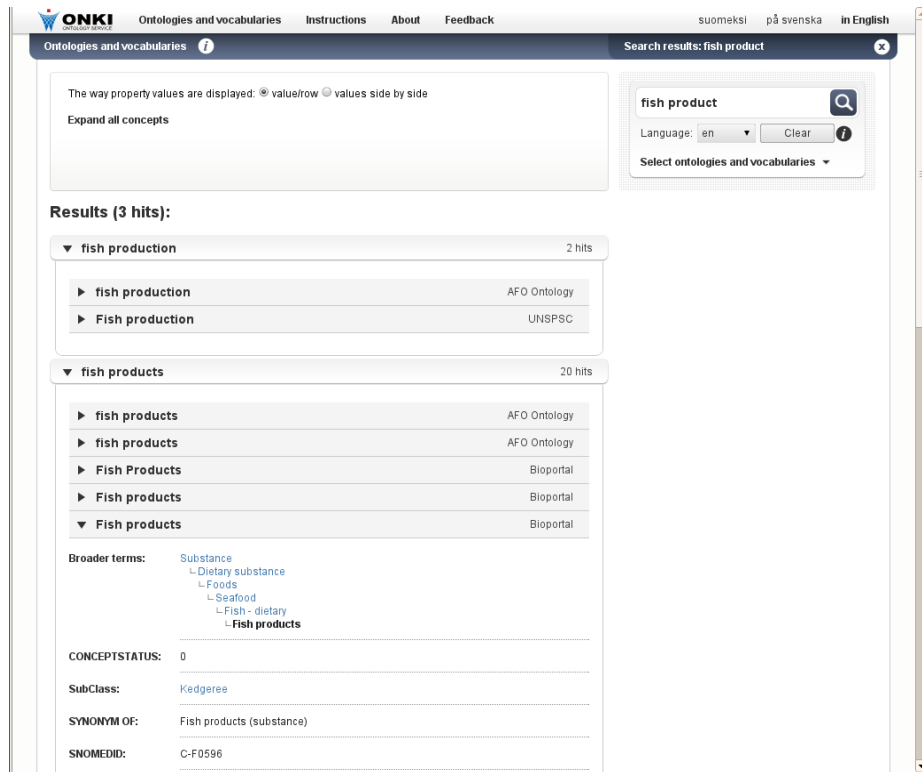 ONKI Ontologies and vocabularies Instructions About Feedback suomeksi på svenska in English
ONTOLOGY SERVICE
Ontologies and vocabularies i Search results: fish product x
The way property values are displayed: value/row values side by side
Expand all concepts
fish product
Language: en Clear i
Select ontologies and vocabularies
Results (3 hits):
fish production 2 hits
fish production AFO Ontology
Fish production UNSPSC
fish products 20 hits
fish products AFO Ontology
fish products AFO Ontology
Fish Products Bioportal
Fish products Bioportal
Fish products Bioportal
Broader terms: Substance
Dietary substance
Foods
Seafood
Fish - dietary
Fish products
CONCEPTSTATUS: 0
SubClass: Kedgeree
SYNONYM OF: Fish products (substance)
SNOMEDID: C-F0596